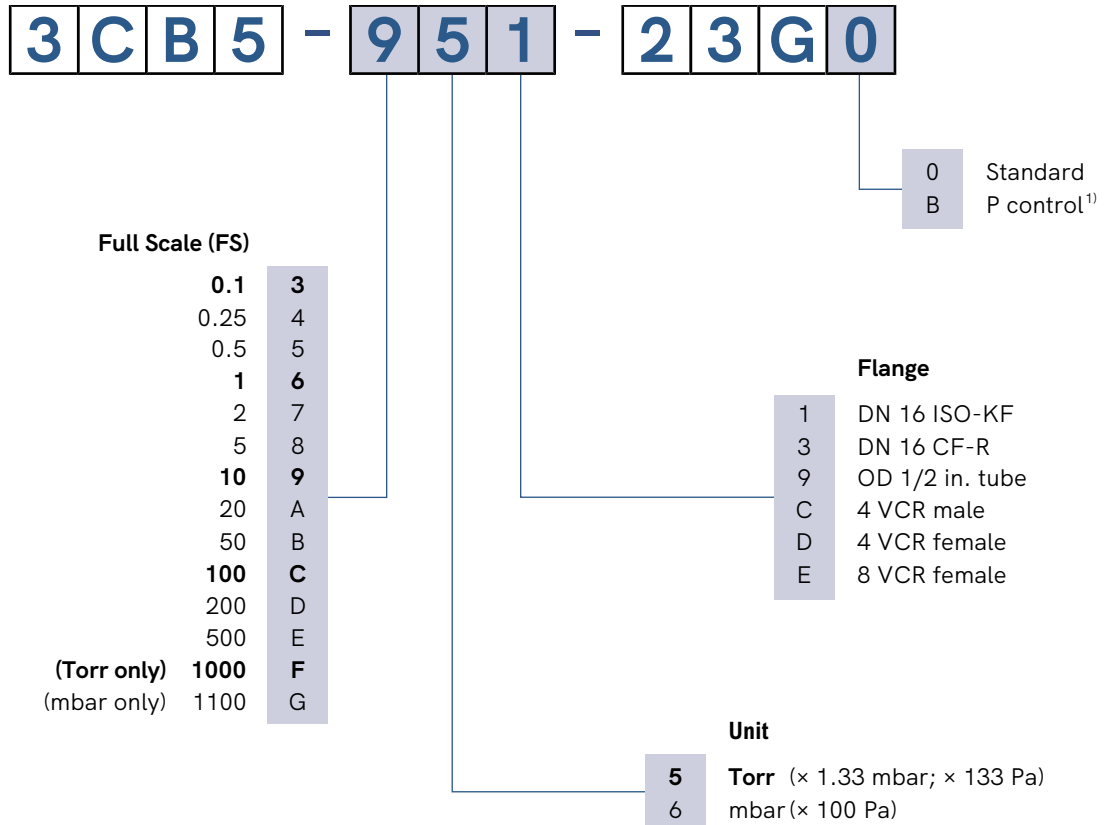 3CB5 - 951 - 23G0
0 Standard
B P control 1)
Full Scale (FS)
0.1 3
0.25 4
0.5 5
1 6
2 7
5 8
10 9
20 A
50 B
100 C
200 D
500 E
(Torr only) 1000 F
(mbar only) 1100 G
Flange
1 DN 16 ISO-KF
3 DN 16 CF-R
9 OD 1/2 in. tube
C 4 VCR male
D 4 VCR female
E 8 VCR female
Unit
5 Torr (× 1.33 mbar; × 133 Pa)
6 mbar (× 100 Pa)